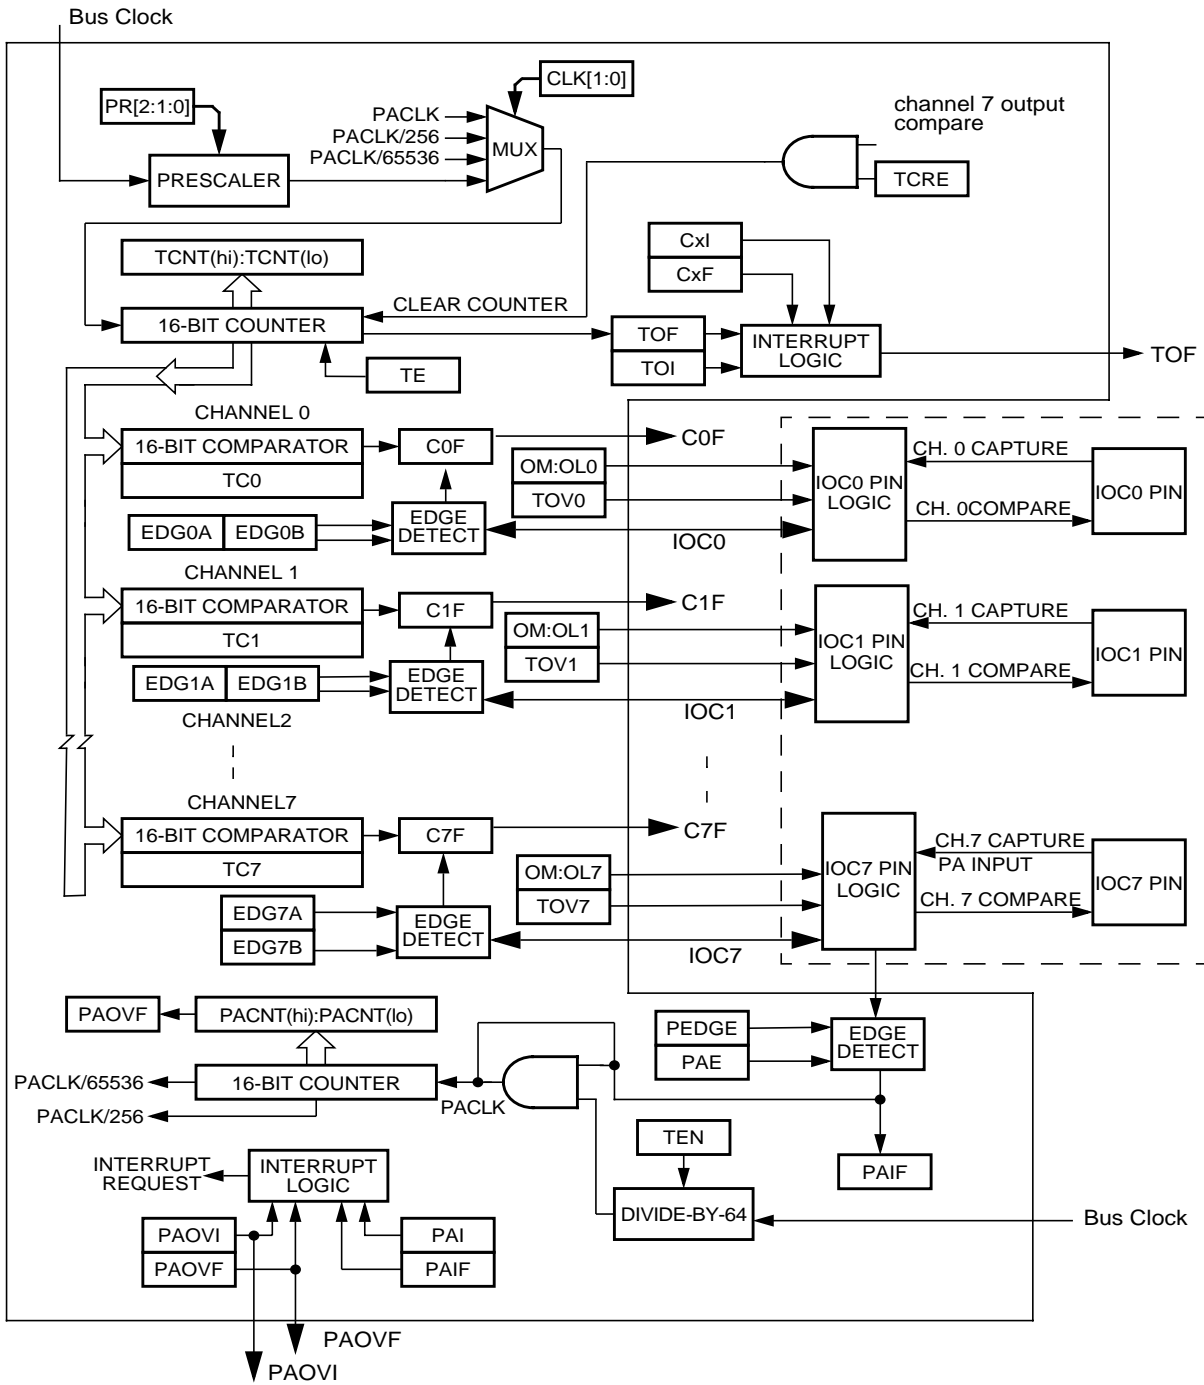 Bus Clock
CLK[1:0]
PR[2:1:0]
PACLK
PACLK/256
PACLK/65536
MUX
channel 7 output
compare
PRESCALER
TCRE
TCNT(hi):TCNT(lo)
CxI
CxF
CLEAR COUNTER
16-BIT COUNTER
TOF
TOI
INTERRUPT
LOGIC
TOF
TE
CHANNEL 0
16-BIT COMPARATOR
TC0
C0F
C0F
OM:OL0
TOV0
IOC0 PIN
LOGIC
CH. 0 CAPTURE
CH. 0COMPARE
IOC0 PIN
EDG0A
EDG0B
EDGE
DETECT
IOC0
CHANNEL 1
16-BIT COMPARATOR
TC1
C1F
C1F
OM:OL1
TOV1
IOC1 PIN
LOGIC
CH. 1 CAPTURE
CH. 1 COMPARE
IOC1 PIN
EDG1A
EDG1B
EDGE
DETECT
IOC1
CHANNEL2
CHANNEL7
16-BIT COMPARATOR
TC7
C7F
C7F
OM:OL7
TOV7
IOC7 PIN
LOGIC
CH.7 CAPTURE
PA INPUT
CH. 7 COMPARE
IOC7 PIN
EDG7A
EDG7B
EDGE
DETECT
IOC7
PAOVF
PACNT(hi):PACNT(lo)
PEDGE
PAE
EDGE
DETECT
PACLK/65536
16-BIT COUNTER
PACLK
PACLK/256
TEN
PAIF
INTERRUPT
REQUEST
INTERRUPT
LOGIC
DIVIDE-BY-64
Bus Clock
PAOVI
PAOVF
PAI
PAIF
PAOVF
PAOVI